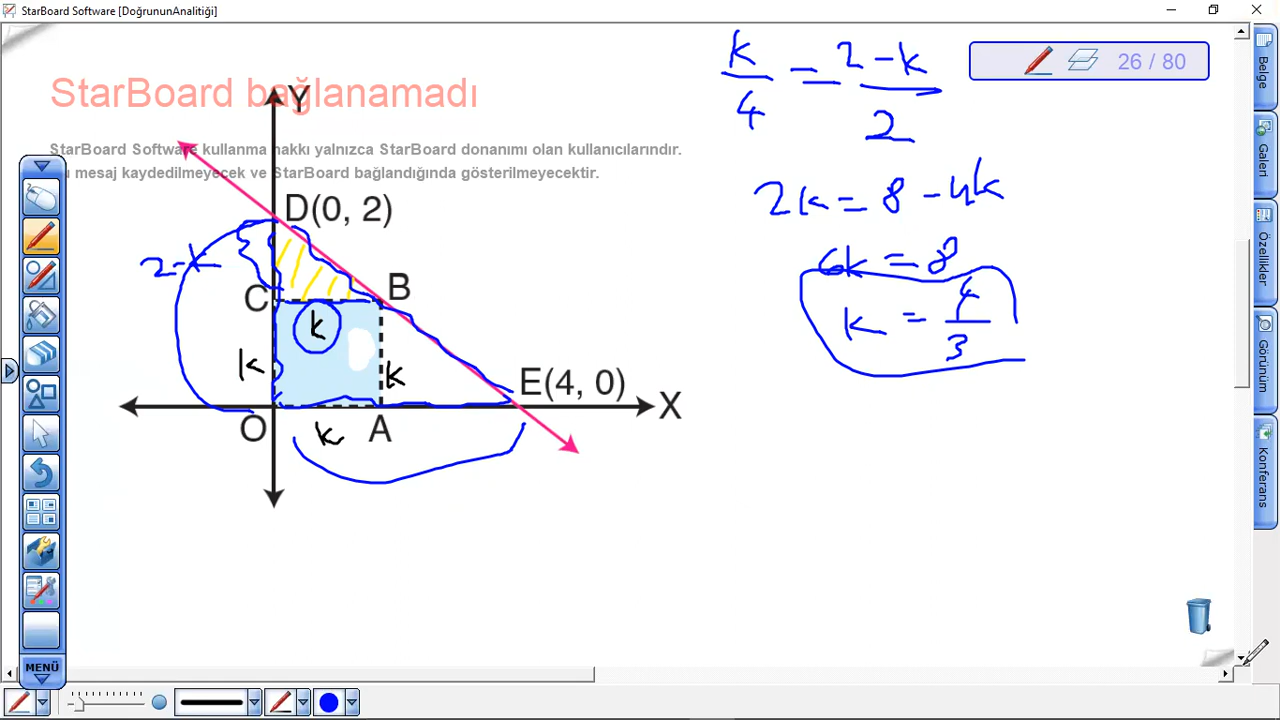 StarBoard Software [DoğrununAnalitiği]
StarBoard bağlanamadı
StarBoard Software kullanma hakkı yalnızca StarBoard donanımı olan kullanıcılarındır.
mesaj kaydedilmeyecek ve StarBoard bağlandığında gösterilmeyecektir.
26 / 80
k/4 = 2-k/2
2k = 8 - 4k
6k = 8
k = 4/3
Y
D(0, 2)
2-k
C
B
k
k
k
E(4, 0)
X
O
k
A
MENÜ
Belge
Galeri
Özellikler
Görünüm
Konferans